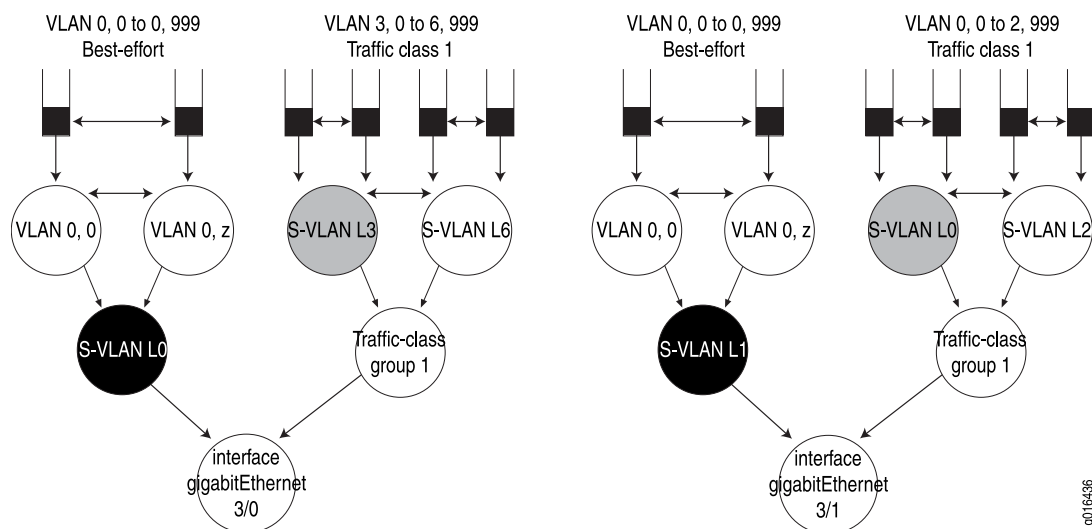 VLAN 0, 0 to 0, 999
Best-effort
VLAN 3, 0 to 6, 999
Traffic class 1
VLAN 0, 0
VLAN 0, z
S-VLAN L3
S-VLAN L6
S-VLAN L0
Traffic-class
group 1
interface
gigabitEthernet
3/0
VLAN 0, 0 to 0, 999
Best-effort
VLAN 0, 0 to 2, 999
Traffic class 1
VLAN 0, 0
VLAN 0, z
S-VLAN L0
S-VLAN L2
S-VLAN L1
Traffic-class
group 1
interface
gigabitEthernet
3/1
g016436